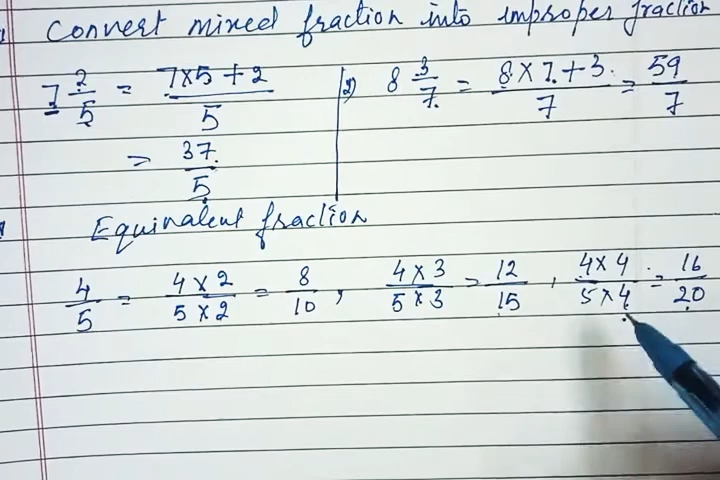 Convert mixed fraction into improper fraction
7 2/5 = (7×5+2)/5
= 37/5
2) 8 3/7 = (8×7+3)/7 = 59/7
Equivalent fraction
4/5 = (4×2)/(5×2) = 8/10, (4×3)/(5×3) = 12/15, (4×4)/(5×4) = 16/20